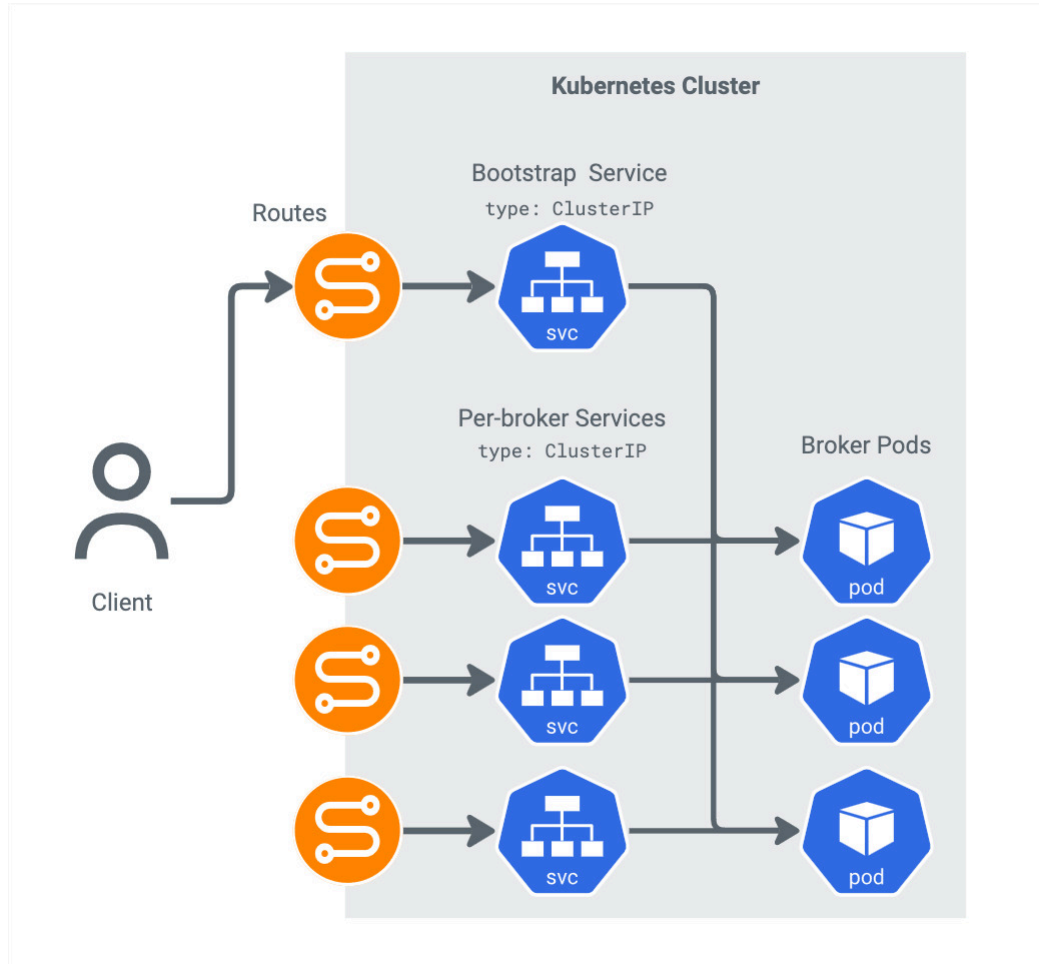 Kubernetes Cluster
Bootstrap Service
type: ClusterIP
Routes
svc
Per-broker Services
type: ClusterIP
Broker Pods
Client
svc
pod
svc
pod
svc
pod